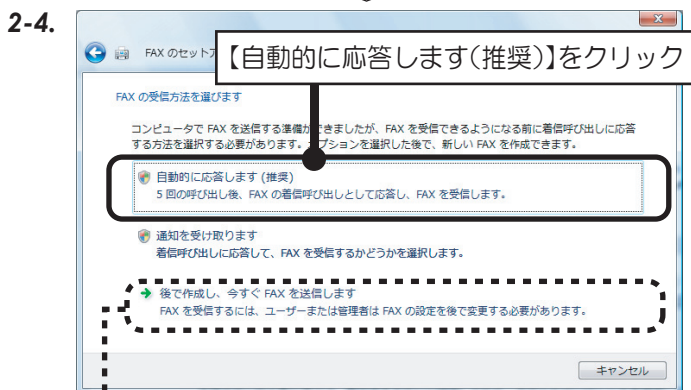 2-4.
FAX のセットア
【自動的に応答します(推奨)】をクリック
FAX の受信方法を選びます
コンピュータで FAX を送信する準備ができましたが、FAX を受信できるようになる前に着信呼び出しに応答
する方法を選択する必要があります。オプションを選択した後で、新しい FAX を作成できます。
自動的に応答します (推奨)
5 回の呼び出し後、FAX の着信呼び出しとして応答し、FAX を受信します。
通知を受け取ります
着信呼び出しに応答して、FAX を受信するかどうかを選択します。
後で作成し、今すぐ FAX を送信します
FAX を受信するには、ユーザーまたは管理者は FAX の設定を後で変更する必要があります。
キャンセル